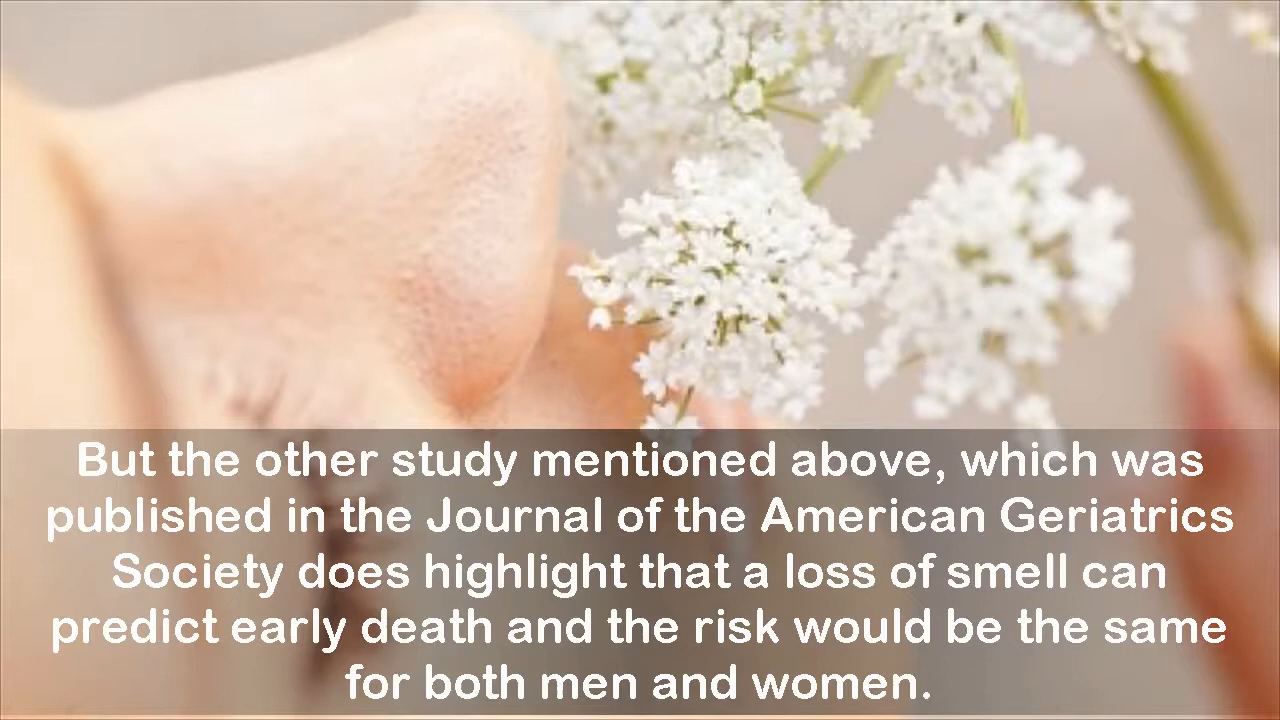 But the other study mentioned above, which was
published in the Journal of the American Geriatrics
Society does highlight that a loss of smell can
predict early death and the risk would be the same
for both men and women.